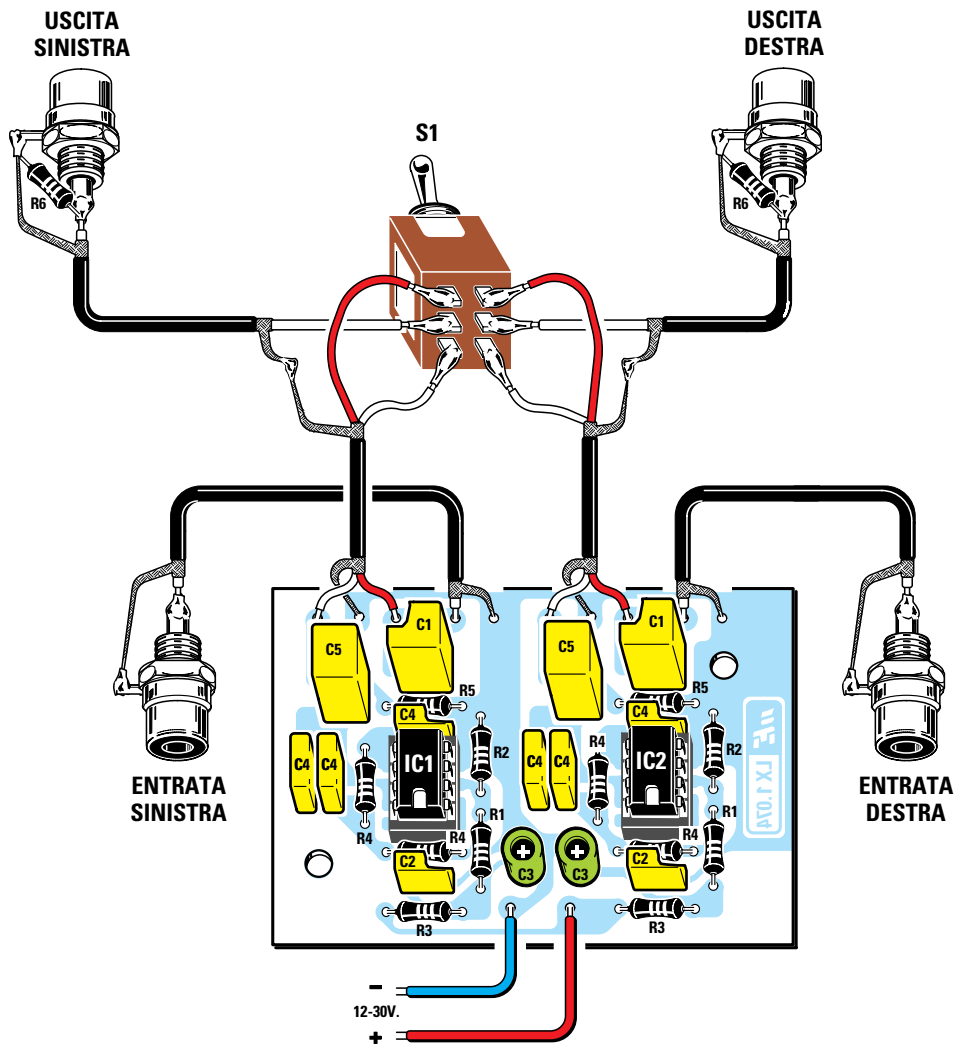 USCITA
SINISTRA
USCITA
DESTRA
S1
R6
R6
C5
C1
C5
C1
R5
R5
C4
C4
IC1
IC2
R2
R2
C4
C4
C4
C4
R4
R4
R1
R1
R4
R4
C2
C2
+
+
C3
C3
R3
R3
LX 1.074
ENTRATA
SINISTRA
ENTRATA
DESTRA
-
12-30V.
+